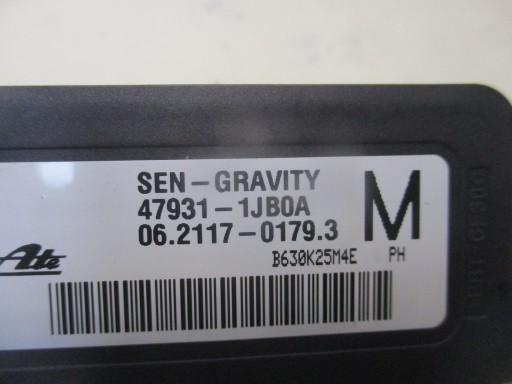 SEN-GRAVITY
47931-1JB0A
06.2117-0179.3
M
B630K25M4E PH
Ate